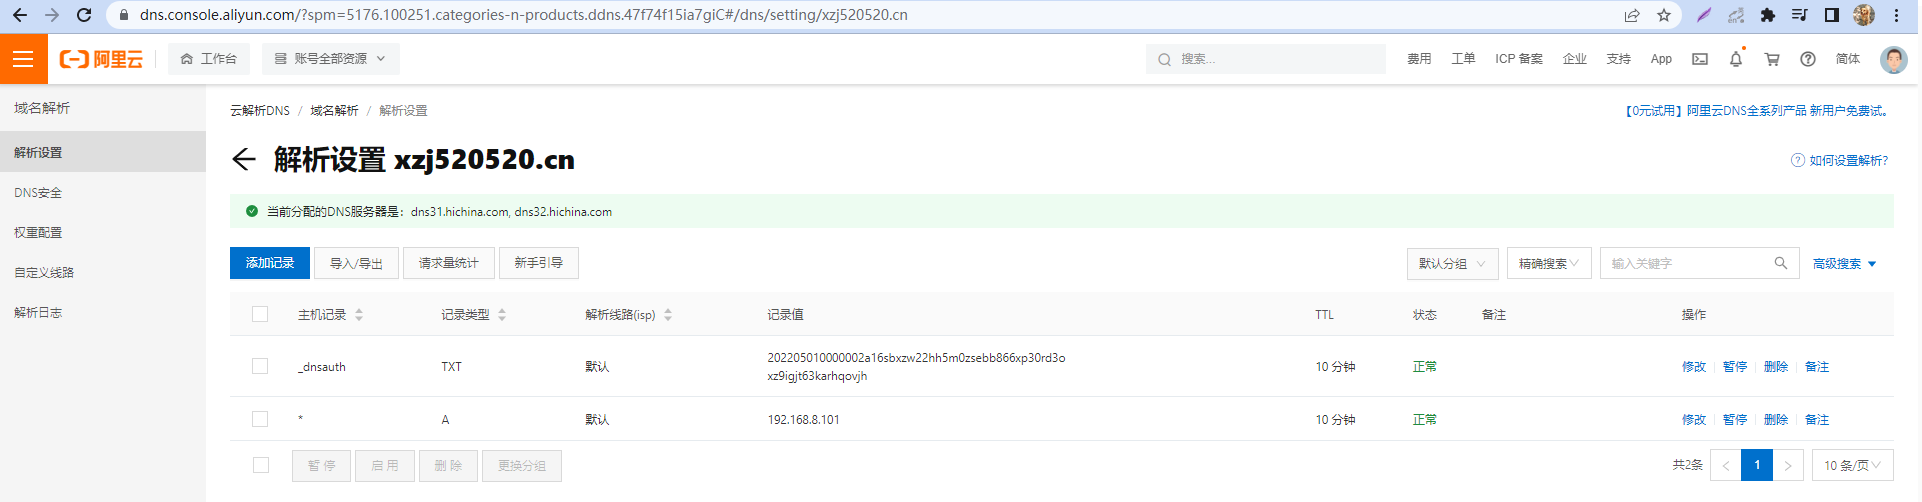 dns.console.aliyun.com/?spm=5176.100251.categories-n-products.ddns.47f74f15ia7giC#/dns/setting/xzj520520.cn
阿里云 工作台 账号全部资源 搜索... 费用 工单 ICP 备案 企业 支持 App 简体
域名解析
解析设置
DNS安全
权重配置
自定义线路
解析日志
云解析DNS / 域名解析 / 解析设置
【0元试用】阿里云DNS全系列产品 新用户免费试。
解析设置 xzj520520.cn
如何设置解析?
当前分配的DNS服务器是：dns31.hichina.com, dns32.hichina.com
添加记录 导入/导出 请求量统计 新手引导 默认分组 精确搜索 输入关键字 高级搜索
主机记录 记录类型 解析线路(isp) 记录值 TTL 状态 备注 操作
_dnsauth TXT 默认 202205010000002a16sbxzw22hh5m0zsebb866xp30rd3o 10 分钟 正常 修改 暂停 删除 备注
xz9igjt63karhqovjh
* A 默认 192.168.8.101 10 分钟 正常 修改 暂停 删除 备注
暂 停 启 用 删 除 更换分组 共2条 < 1 > 10 条/页